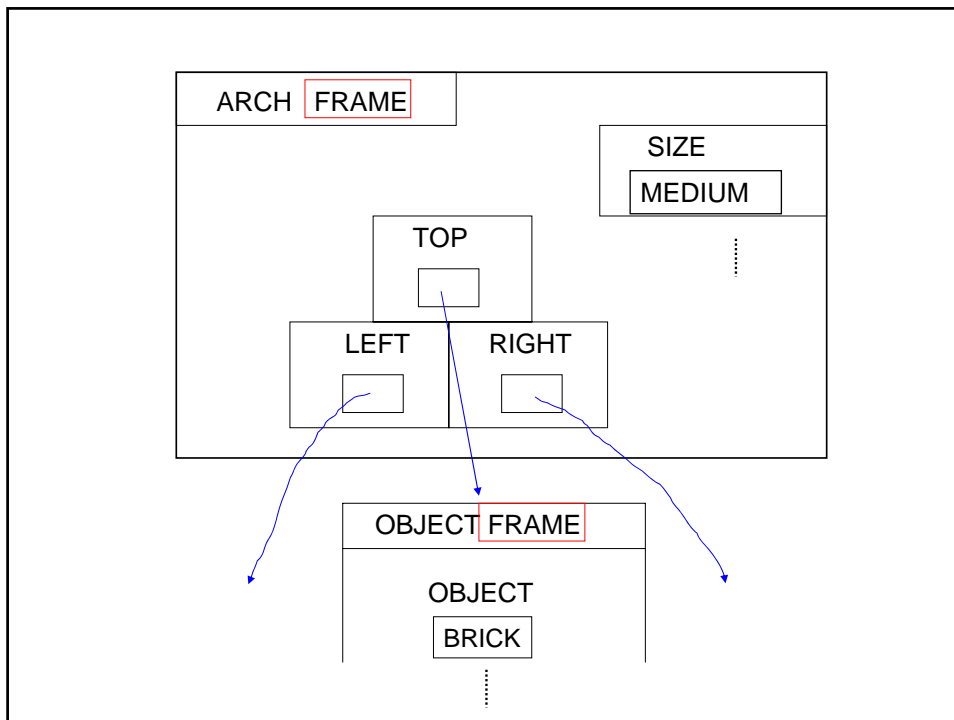 ARCH FRAME
SIZE
MEDIUM
TOP
LEFT RIGHT
OBJECT FRAME
OBJECT
BRICK